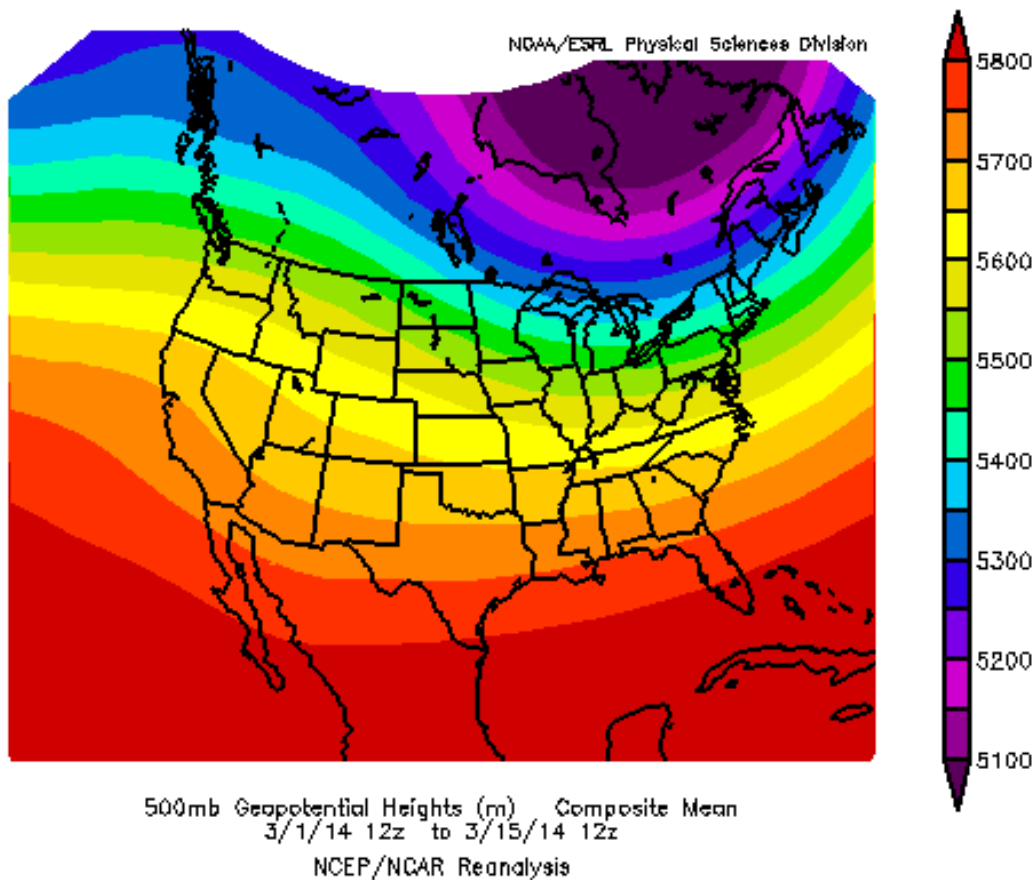 NOAA/ESRL Physical Sciences Division
5800
5700
5600
5500
5400
5300
5200
5100
500mb Geopotential Heights (m) Composite Mean
3/1/14 12z to 3/15/14 12z
NCEP/NCAR Reanalysis